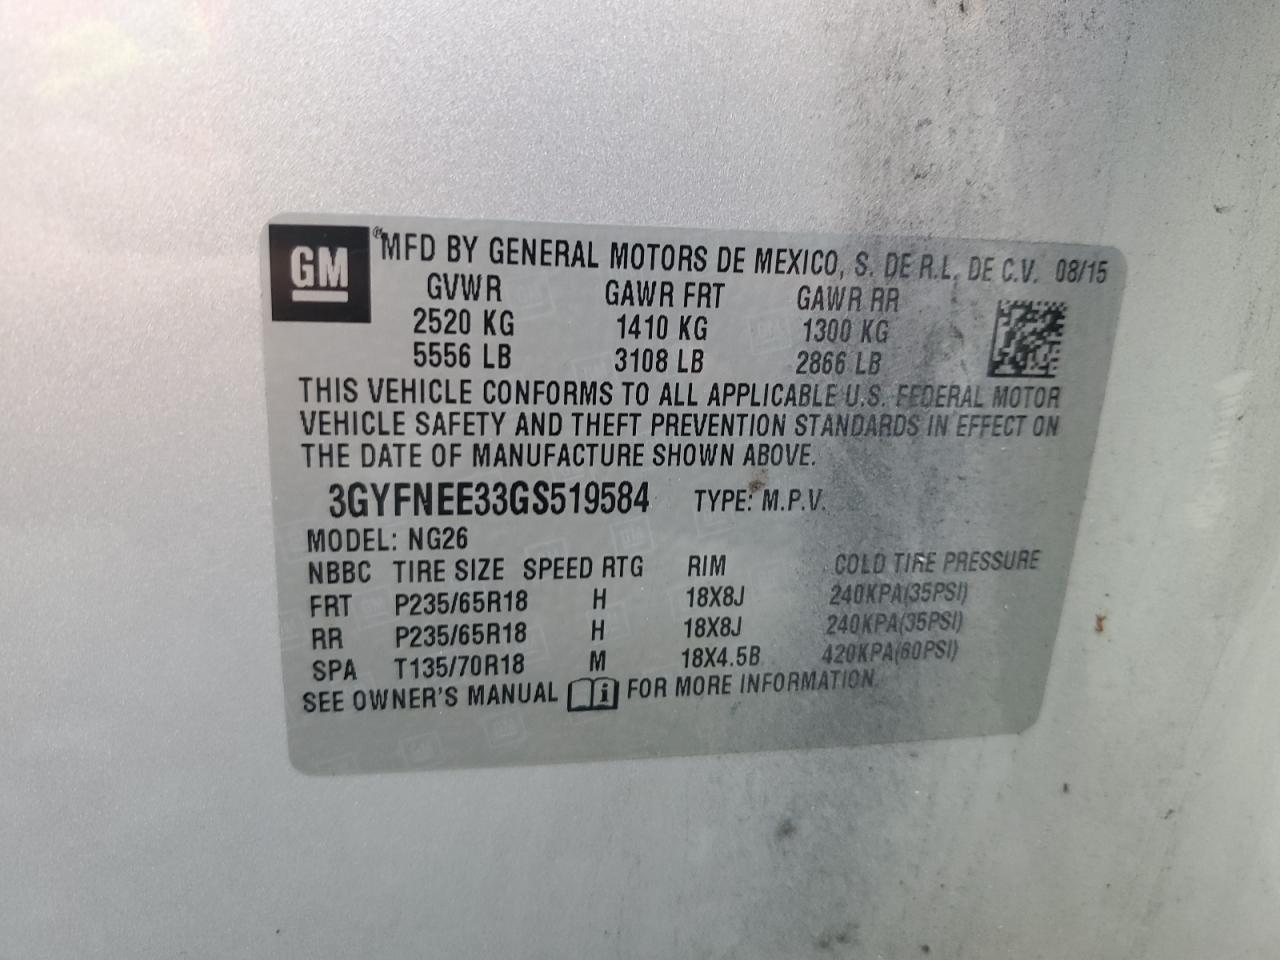 GM
® MFD BY GENERAL MOTORS DE MEXICO, S. DE R.L. DE C.V. 08/15
GVWR GAWR FRT GAWR RR
2520 KG 1410 KG 1300 KG
5556 LB 3108 LB 2866 LB
THIS VEHICLE CONFORMS TO ALL APPLICABLE U.S. FEDERAL MOTOR
VEHICLE SAFETY AND THEFT PREVENTION STANDARDS IN EFFECT ON
THE DATE OF MANUFACTURE SHOWN ABOVE.
3GYFNEE33GS519584 TYPE: M.P.V.
MODEL: NG26
NBBC TIRE SIZE SPEED RTG RIM COLD TIRE PRESSURE
FRT P235/65R18 H 18X8J 240KPA(35PSI)
RR P235/65R18 H 18X8J 240KPA(35PSI)
SPA T135/70R18 M 18X4.5B 420KPA(60PSI)
SEE OWNER'S MANUAL i FOR MORE INFORMATION.